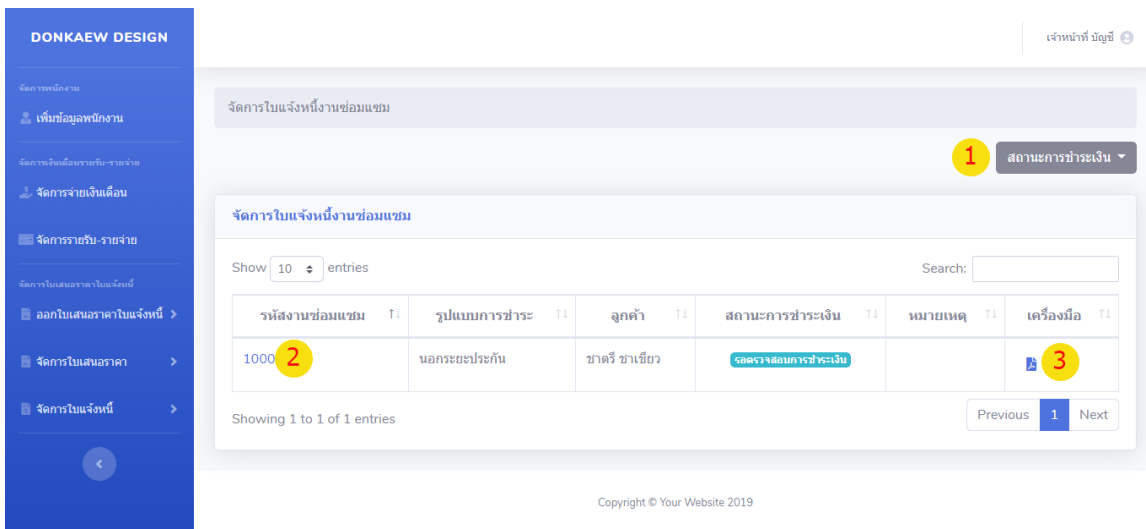 DONKAEW DESIGN
เจ้าหน้าที่ บัญชี
จัดการพนักงาน
เพิ่มข้อมูลพนักงาน
จัดการเงินเดือนรายรับ-รายจ่าย
จัดการจ่ายเงินเดือน
จัดการรายรับ-รายจ่าย
จัดการใบเสนอราคาใบแจ้งหนี้
ออกใบเสนอราคาใบแจ้งหนี้
จัดการใบเสนอราคา
จัดการใบแจ้งหนี้
จัดการใบแจ้งหนี้งานซ่อมแซม
1 สถานะการชำระเงิน
จัดการใบแจ้งหนี้งานซ่อมแซม
Show 10 entries Search:
รหัสงานซ่อมแซม รูปแบบการชำระ ลูกค้า สถานะการชำระเงิน หมายเหตุ เครื่องมือ
1000 2 นอกระยะประกัน ชาตรี ชาเขียว รอตรวจสอบการชำระเงิน 3
Showing 1 to 1 of 1 entries Previous 1 Next
Copyright © Your Website 2019